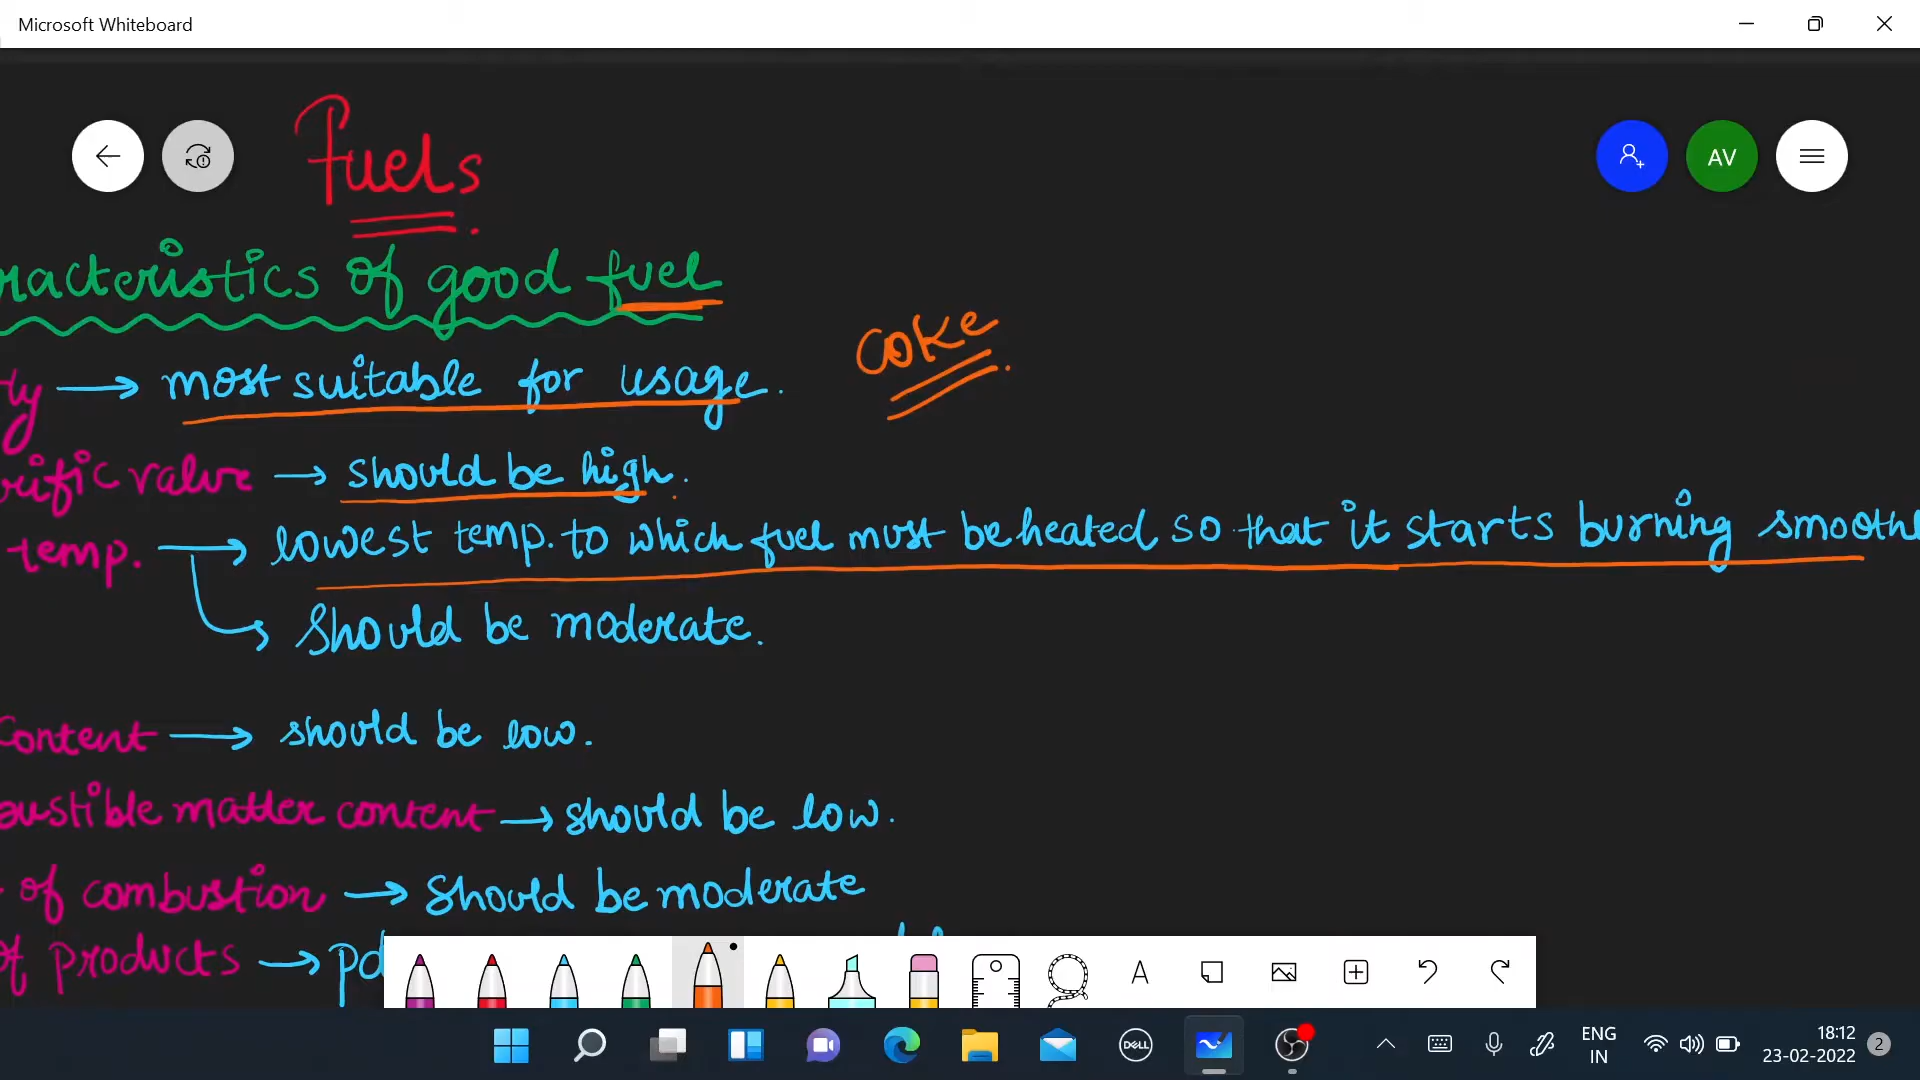 Microsoft Whiteboard
Fuels
AV
racteristics of good fuel
coke
ty → most suitable for usage.
rific value → should be high.
temp. → lowest temp. to which fuel must be heated so that it starts burning smooth
should be moderate.
Content → should be low.
bustible matter content → should be low.
of combustion → should be moderate
of products → po
A
DELL
ENG
IN
18:12
23-02-2022
2